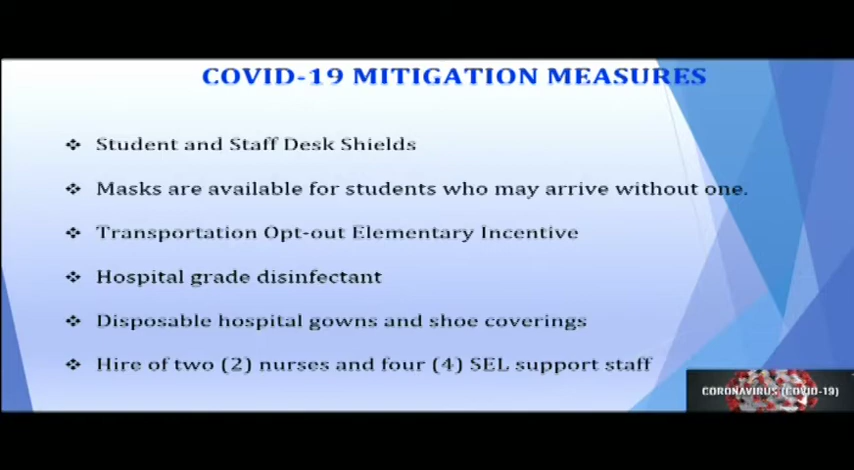 COVID-19 MITIGATION MEASURES
❖ Student and Staff Desk Shields
❖ Masks are available for students who may arrive without one.
❖ Transportation Opt-out Elementary Incentive
❖ Hospital grade disinfectant
❖ Disposable hospital gowns and shoe coverings
❖ Hire of two (2) nurses and four (4) SEL support staff
CORONAVIRUS (COVID-19)